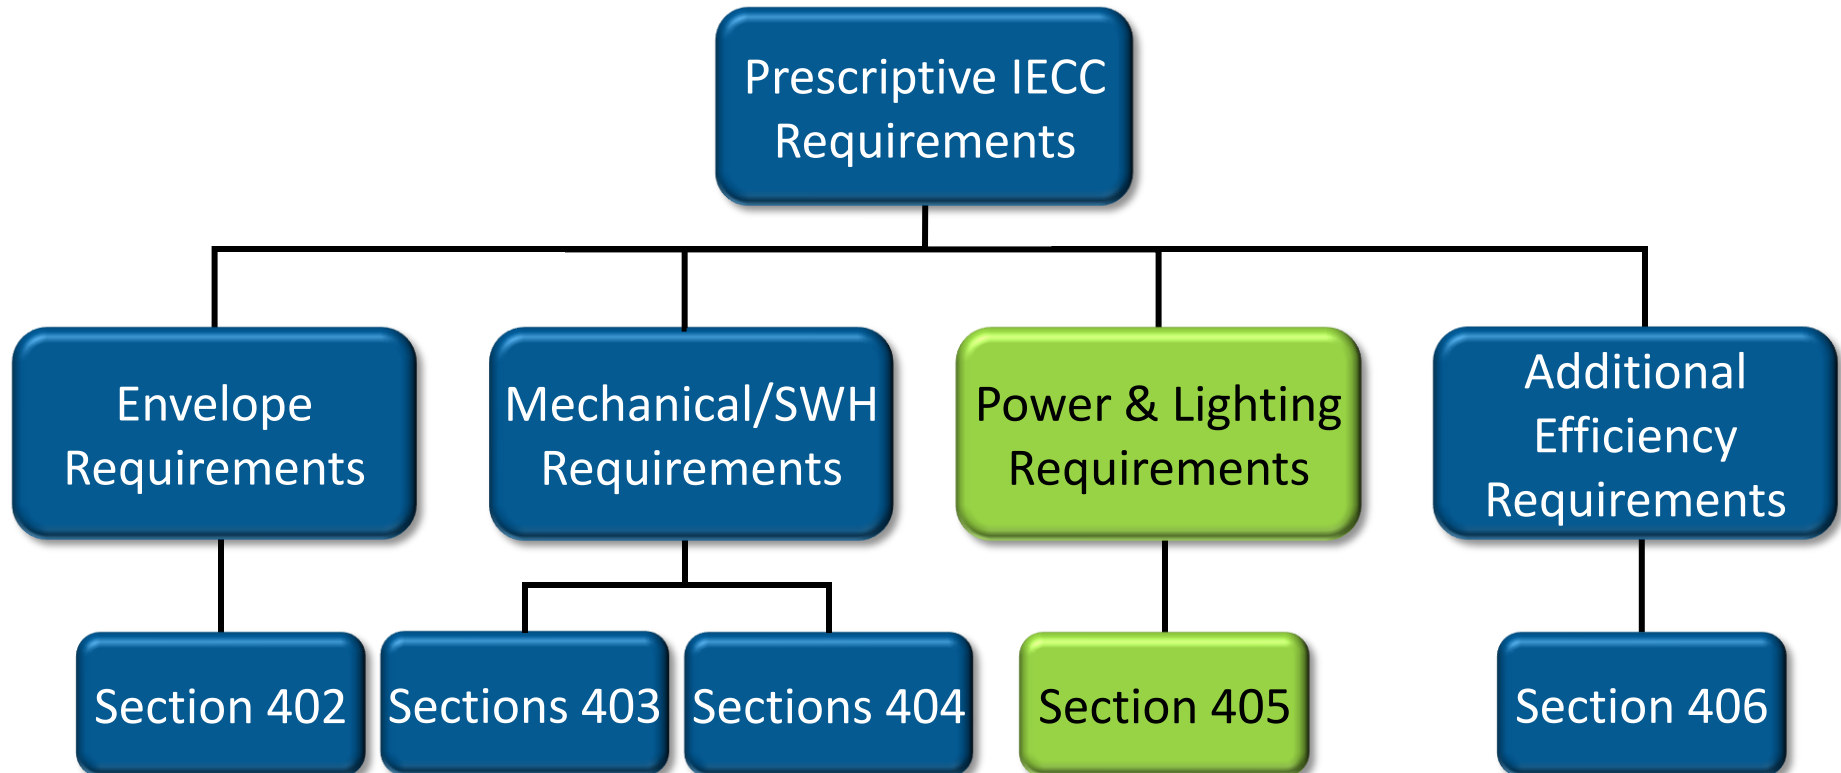 Prescriptive IECC
Requirements
Envelope
Requirements
Mechanical/SWH
Requirements
Power & Lighting
Requirements
Additional
Efficiency
Requirements
Section 402
Sections 403
Sections 404
Section 405
Section 406